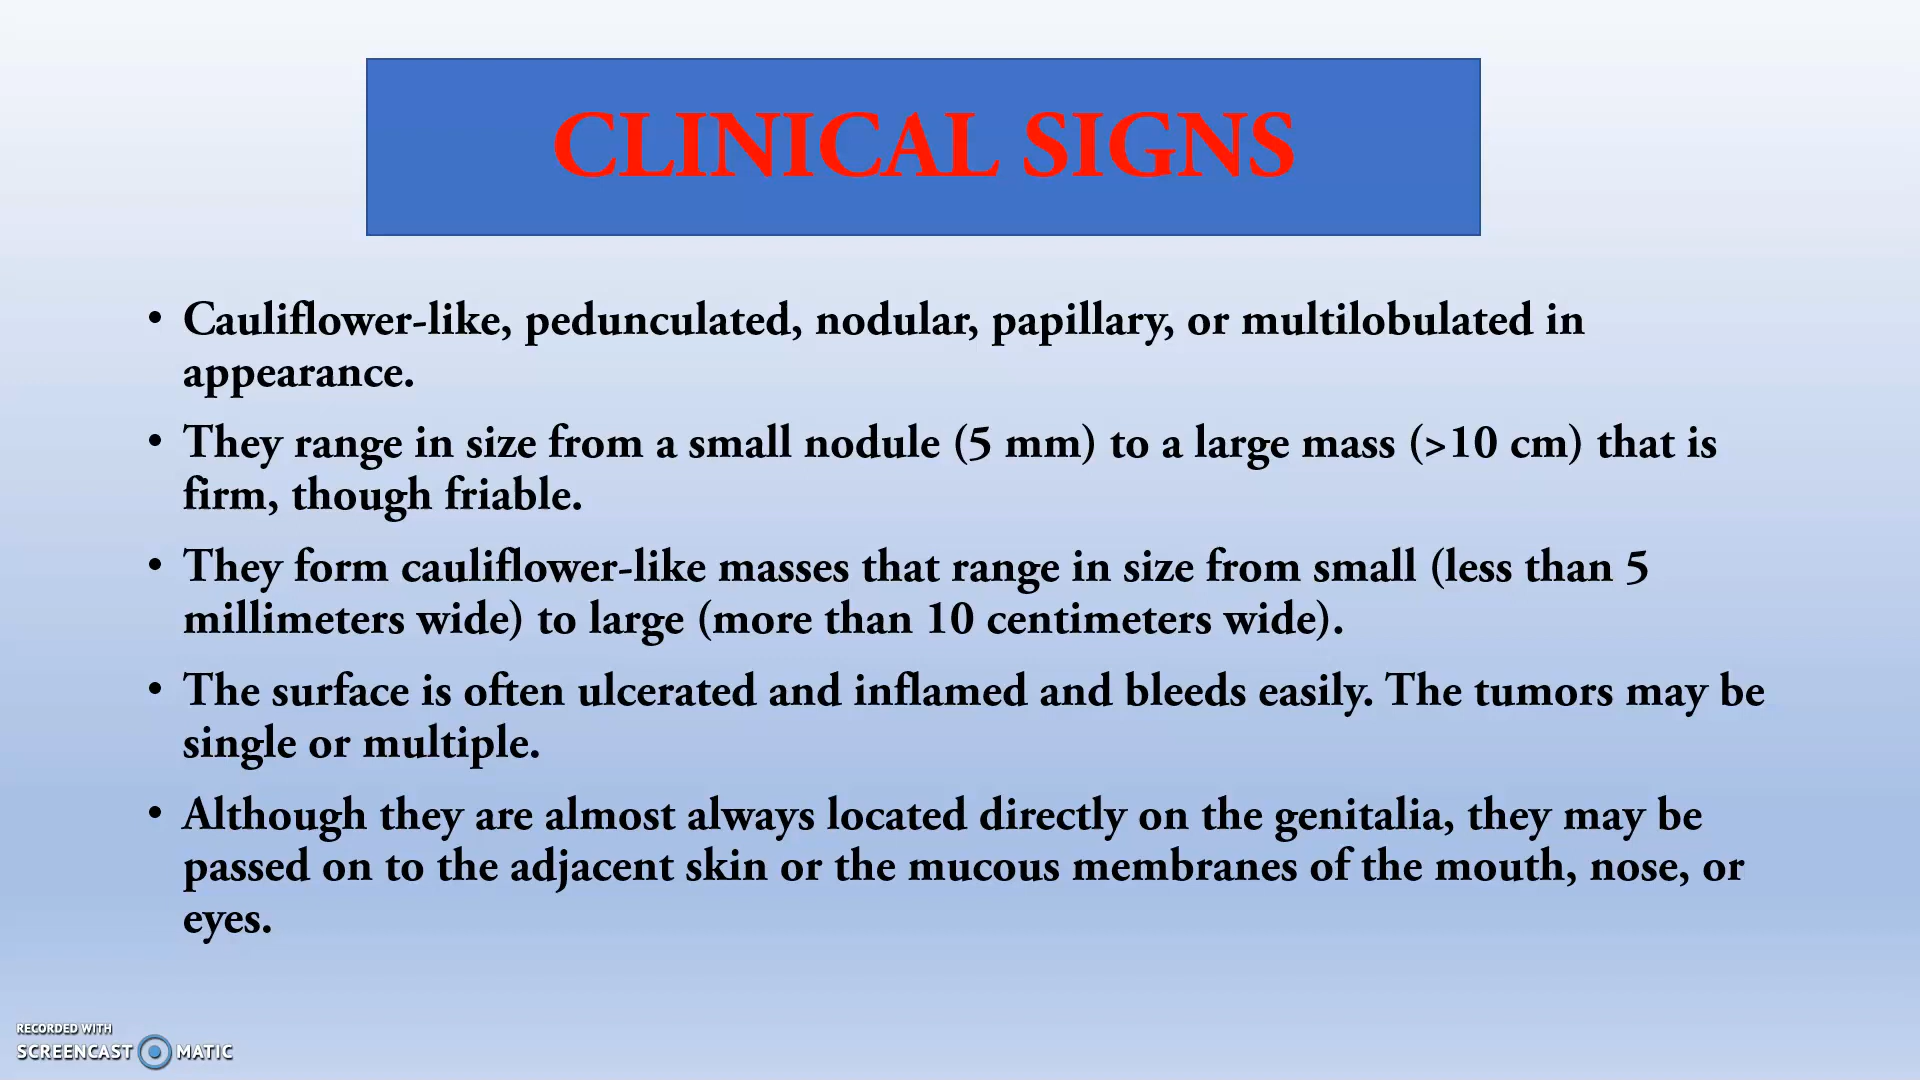 CLINICAL SIGNS
• Cauliflower-like, pedunculated, nodular, papillary, or multilobulated in
appearance.
• They range in size from a small nodule (5 mm) to a large mass (>10 cm) that is
firm, though friable.
• They form cauliflower-like masses that range in size from small (less than 5
millimeters wide) to large (more than 10 centimeters wide).
• The surface is often ulcerated and inflamed and bleeds easily. The tumors may be
single or multiple.
• Although they are almost always located directly on the genitalia, they may be
passed on to the adjacent skin or the mucous membranes of the mouth, nose, or
eyes.
RECORDED WITH
SCREENCAST MATIC